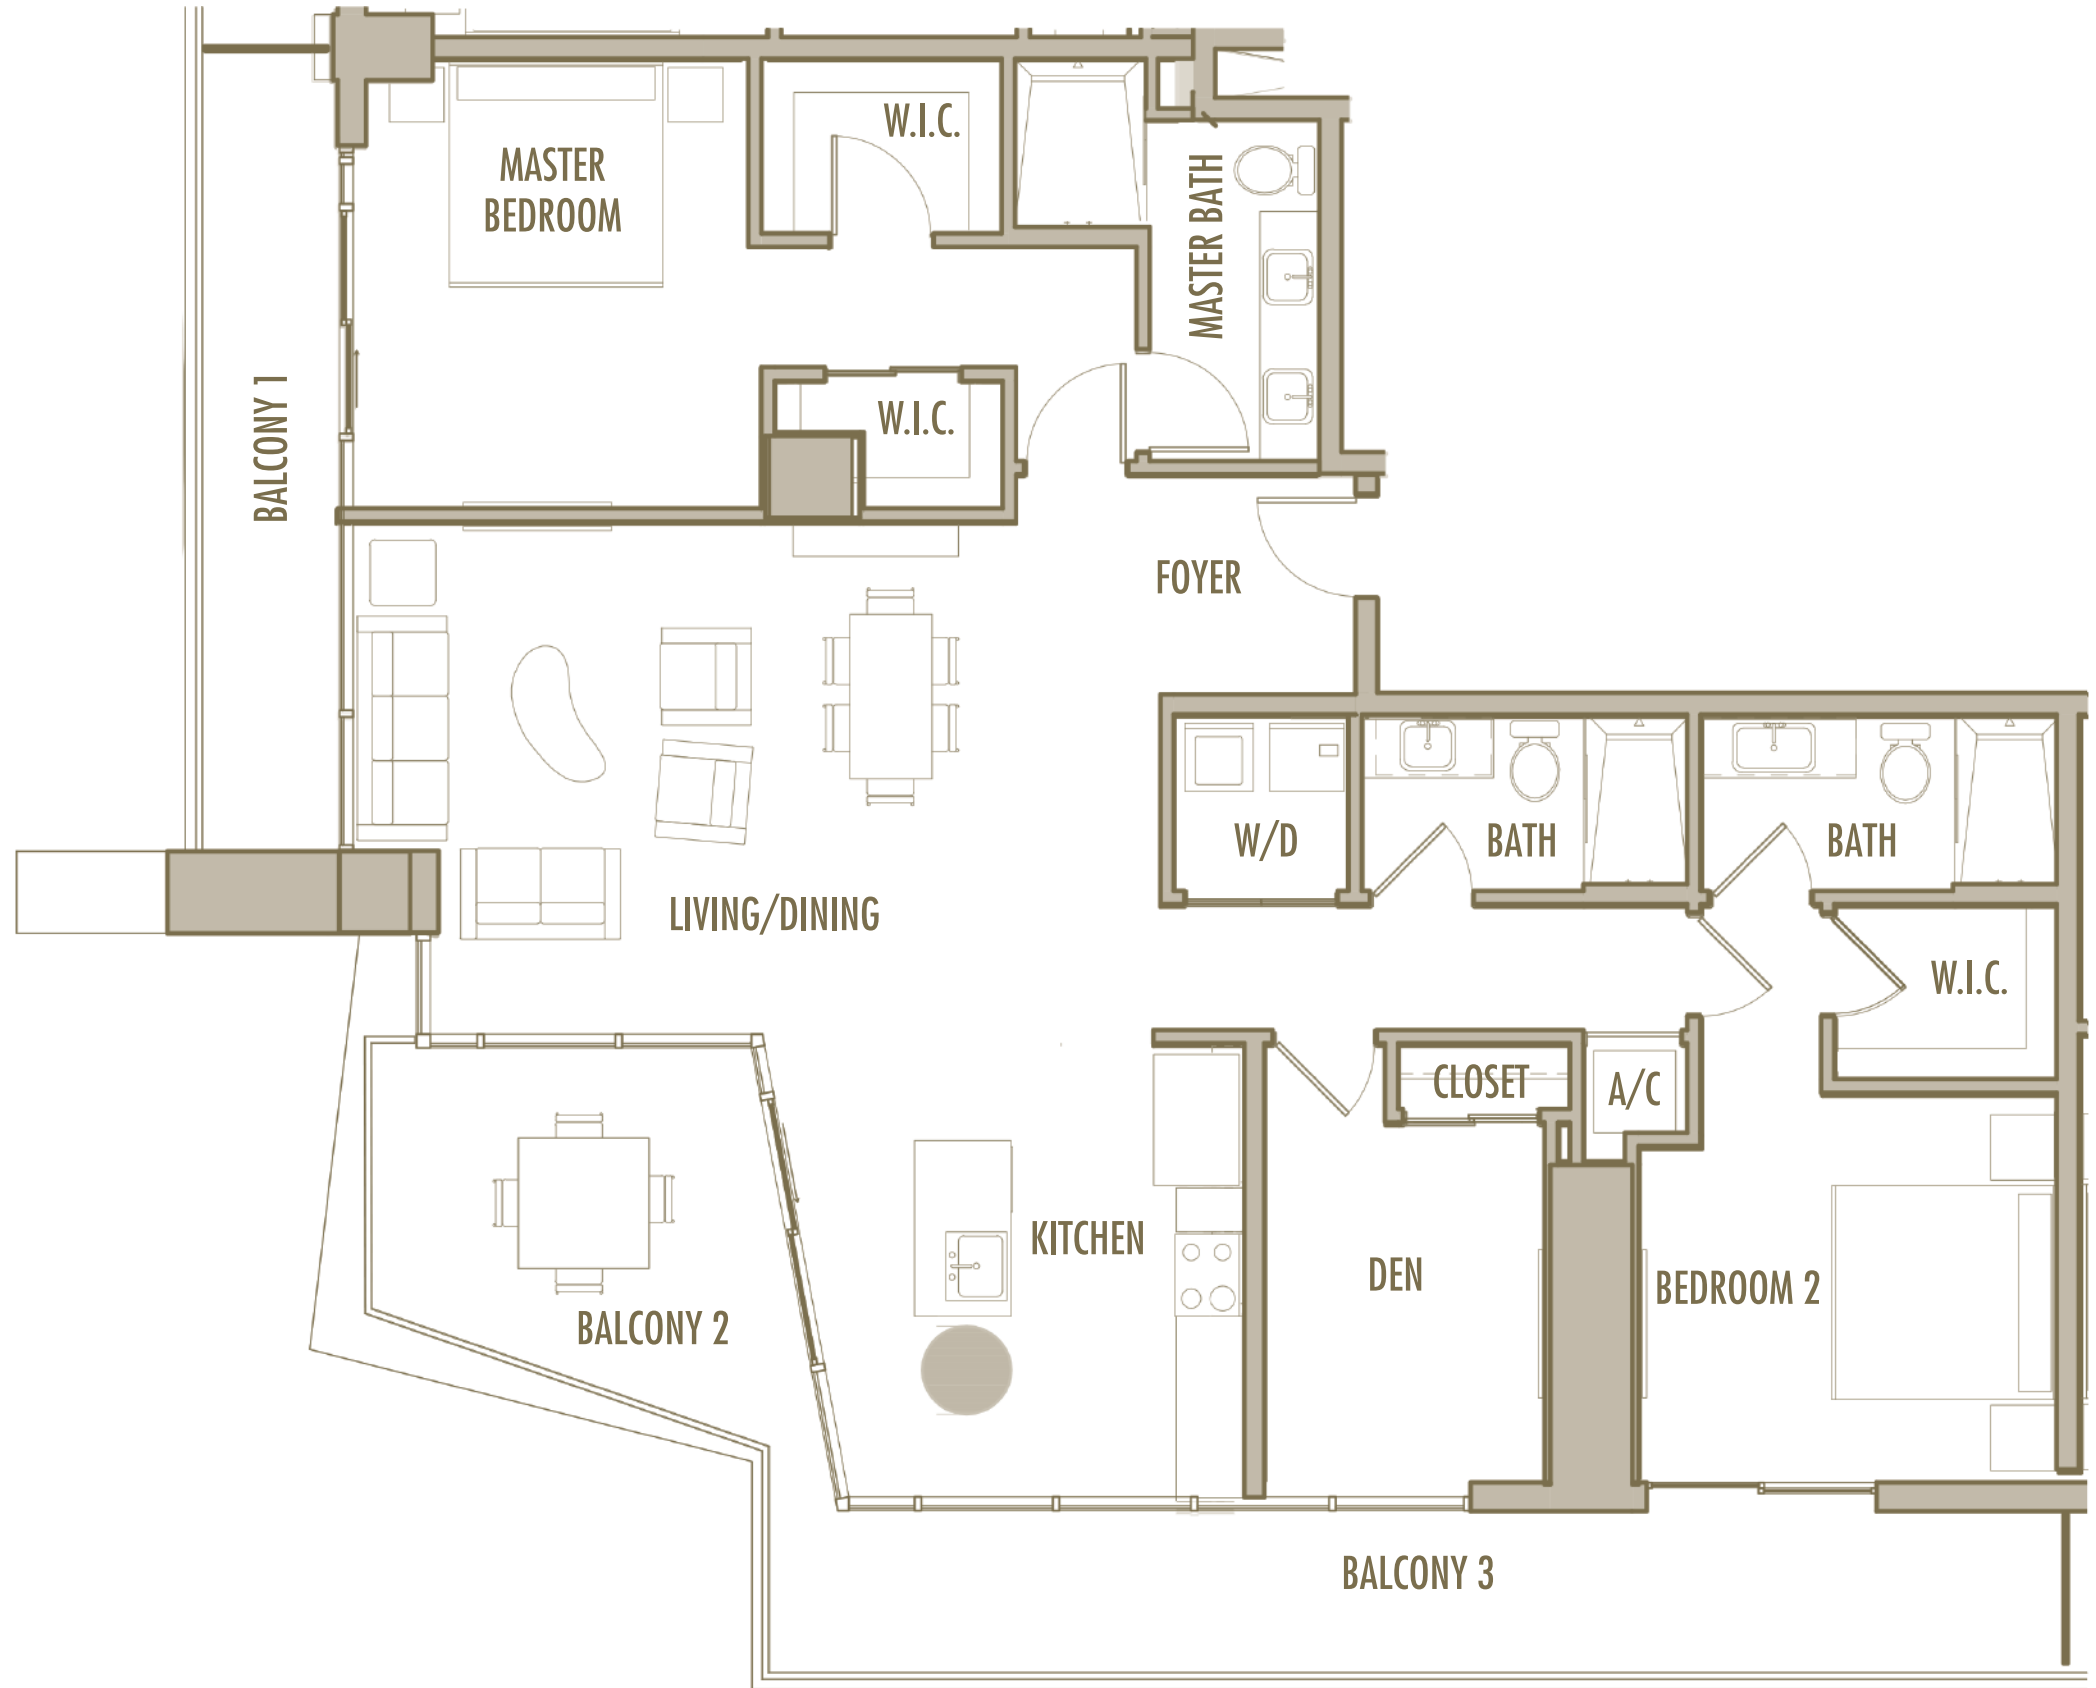 W.I.C.
MASTER
BEDROOM
MASTER BATH
BALCONY 1
W.I.C.
FOYER
W/D
BATH
BATH
LIVING/DINING
W.I.C.
CLOSET
A/C
KITCHEN
DEN
BEDROOM 2
BALCONY 2
BALCONY 3